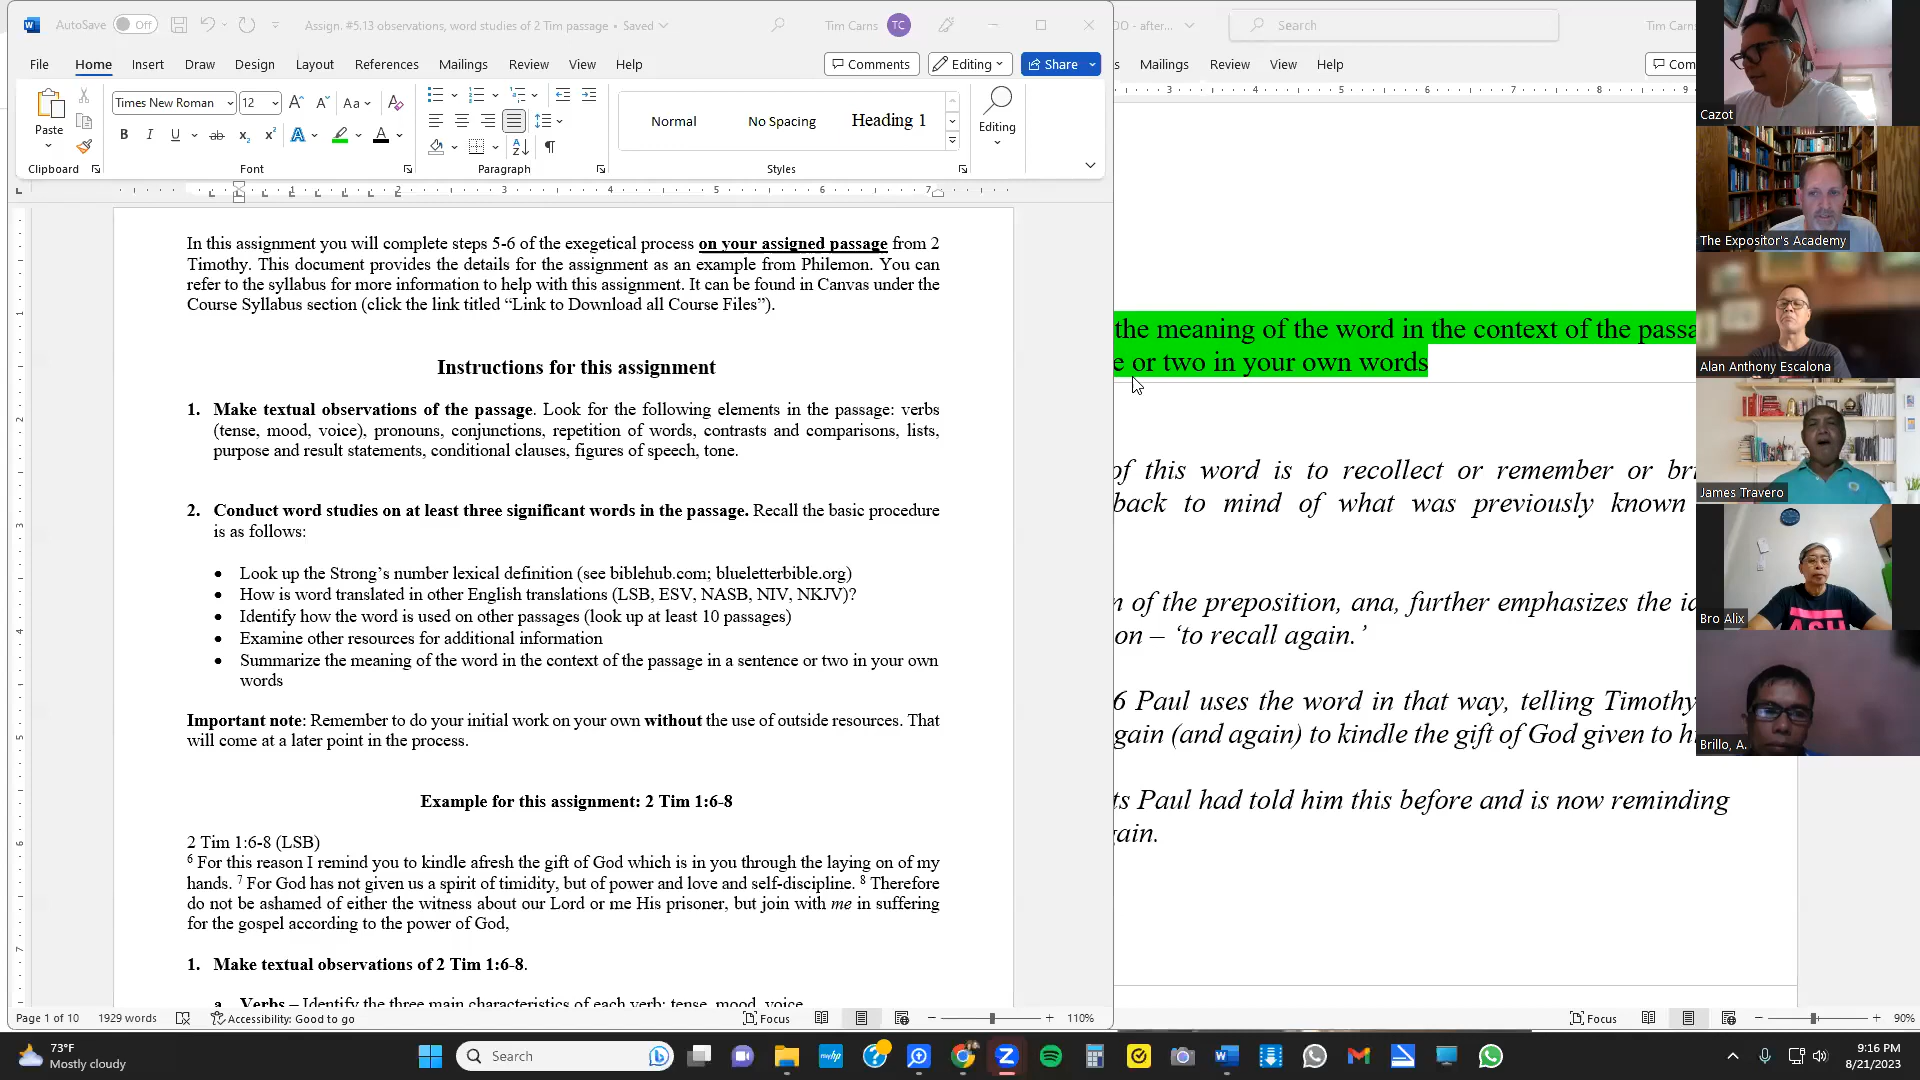 AutoSave Off Assign. #5.13 observations, word studies of 2 Tim passage • Saved Tim Carns TC
File Home Insert Draw Design Layout References Mailings Review View Help Comments Editing Share
Paste Times New Roman 12 Aa Normal No Spacing Heading 1 Editing
Clipboard Font Paragraph Styles
In this assignment you will complete steps 5-6 of the exegetical process on your assigned passage from 2
Timothy. This document provides the details for the assignment as an example from Philemon. You can
refer to the syllabus for more information to help with this assignment. It can be found in Canvas under the
Course Syllabus section (click the link titled “Link to Download all Course Files”).
Instructions for this assignment
1. Make textual observations of the passage. Look for the following elements in the passage: verbs
(tense, mood, voice), pronouns, conjunctions, repetition of words, contrasts and comparisons, lists,
purpose and result statements, conditional clauses, figures of speech, tone.
2. Conduct word studies on at least three significant words in the passage. Recall the basic procedure
is as follows:
• Look up the Strong’s number lexical definition (see biblehub.com; blueletterbible.org)
• How is word translated in other English translations (LSB, ESV, NASB, NIV, NKJV)?
• Identify how the word is used on other passages (look up at least 10 passages)
• Examine other resources for additional information
• Summarize the meaning of the word in the context of the passage in a sentence or two in your own
words
Important note: Remember to do your initial work on your own without the use of outside resources. That
will come at a later point in the process.
Example for this assignment: 2 Tim 1:6-8
2 Tim 1:6-8 (LSB)
6 For this reason I remind you to kindle afresh the gift of God which is in you through the laying on of my
hands. 7 For God has not given us a spirit of timidity, but of power and love and self-discipline. 8 Therefore
do not be ashamed of either the witness about our Lord or me His prisoner, but join with me in suffering
for the gospel according to the power of God,
1. Make textual observations of 2 Tim 1:6-8.
a. Verbs – Identify the three main characteristics of each verb: tense, mood, voice
Page 1 of 10 1929 words Accessibility: Good to go Focus 110%
- after... Search Tim Carn
Mailings Review View Help Com
the meaning of the word in the context of the passa
e or two in your own words
of this word is to recollect or remember or bri
back to mind of what was previously known
n of the preposition, ana, further emphasizes the i
on – ‘to recall again.’
6 Paul uses the word in that way, telling Timothy
gain (and again) to kindle the gift of God given to h
ts Paul had told him this before and is now reminding
gain.
Focus 90%
Cazot
The Expositor's Academy
Alan Anthony Escalona
James Travero
Bro Alix
Brillo, A.
73°F
Mostly cloudy
Search
9:16 PM
8/21/2023